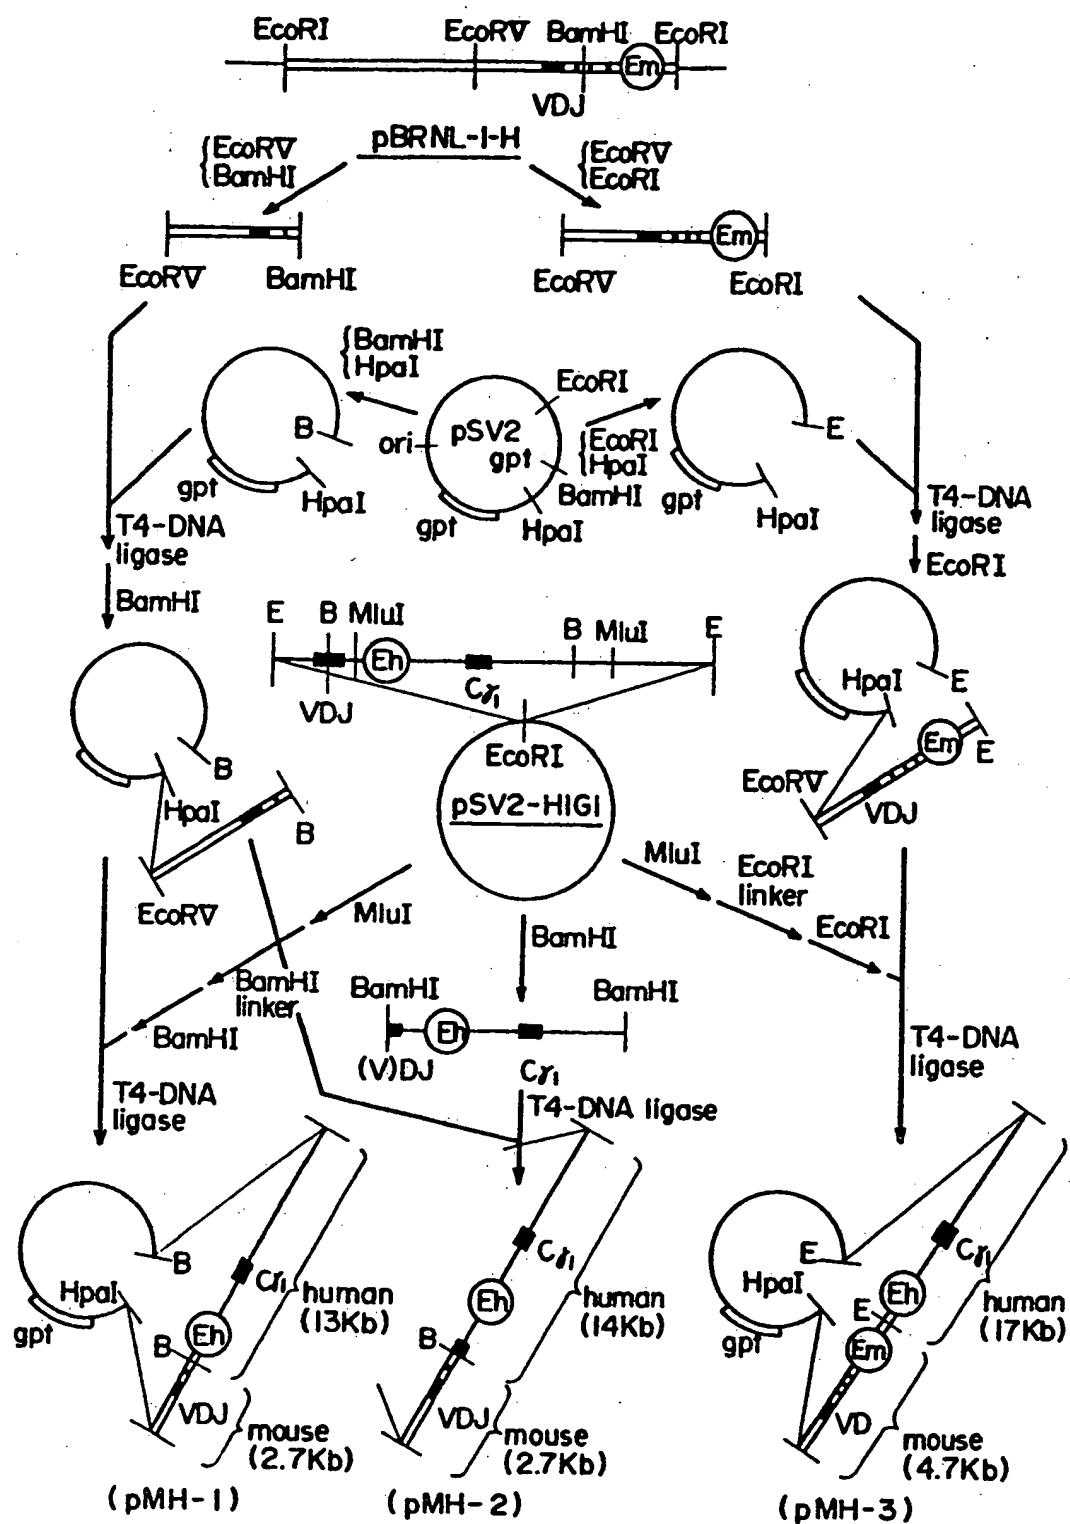 EcoRI EcoRV BamHI EcoRI
Em
VDJ
pBRNL-1-H
{EcoRV
{BamHI
{EcoRV
{EcoRI
EcoRV BamHI
Em
EcoRV EcoRI
{BamHI
{HpaI
B
HpaI
gpt
EcoRI
ori
pSV2
gpt
BamHI
HpaI
gpt
{EcoRI
{HpaI
E
HpaI
gpt
T4-DNA
ligase
BamHI
T4-DNA
ligase
EcoRI
E B MluI B MluI E
Eh
Cγ1
VDJ
EcoRI
pSV2-HIGI
B
HpaI
B
EcoRV
HpaI
E
Em
E
EcoRV
VDJ
MluI
BamHI
linker
BamHI
BamHI
MluI
EcoRI
linker
EcoRI
BamHI BamHI
Eh
(V)DJ
Cγ1
T4-DNA
ligase
T4-DNA ligase
T4-DNA
ligase
B
HpaI
gpt
Cγ1
Eh
B
VDJ
human
(13Kb)
mouse
(2.7Kb)
(pMH-1)
Cγ1
Eh
B
VDJ
human
(14Kb)
mouse
(2.7Kb)
(pMH-2)
E
HpaI
gpt
Cγ1
Eh
E
Em
VD
human
(17Kb)
mouse
(4.7Kb)
(pMH-3)